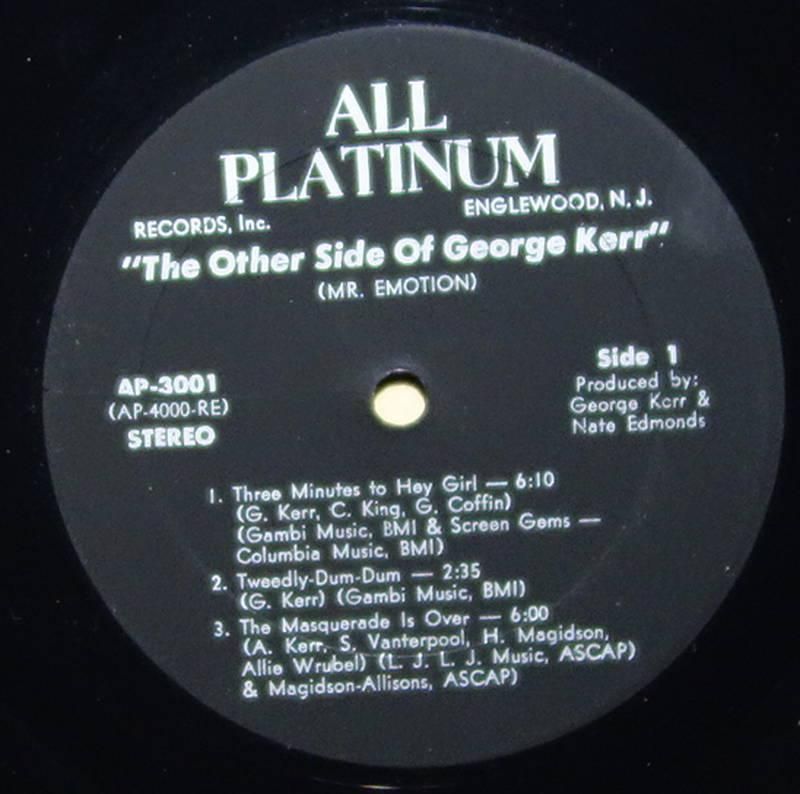 ALL
PLATINUM
RECORDS, Inc.
ENGLEWOOD, N. J.
"The Other Side Of George Kerr"
(MR. EMOTION)
AP-3001
(AP-4000-RE)
STEREO
Side 1
Produced by:
George Kerr &
Nate Edmonds
1. Three Minutes to Hey Girl — 6:10
(G. Kerr, C. King, G. Coffin)
(Gambi Music, BMI & Screen Gems —
Columbia Music, BMI)
2. Tweedly-Dum-Dum — 2:35
(G. Kerr) (Gambi Music, BMI)
3. The Masquerade Is Over — 6:00
(A. Kerr, S. Vanterpool, H. Magidson,
Allie Wrubel) (L. J. L. J. Music, ASCAP)
& Magidson-Allisons, ASCAP)